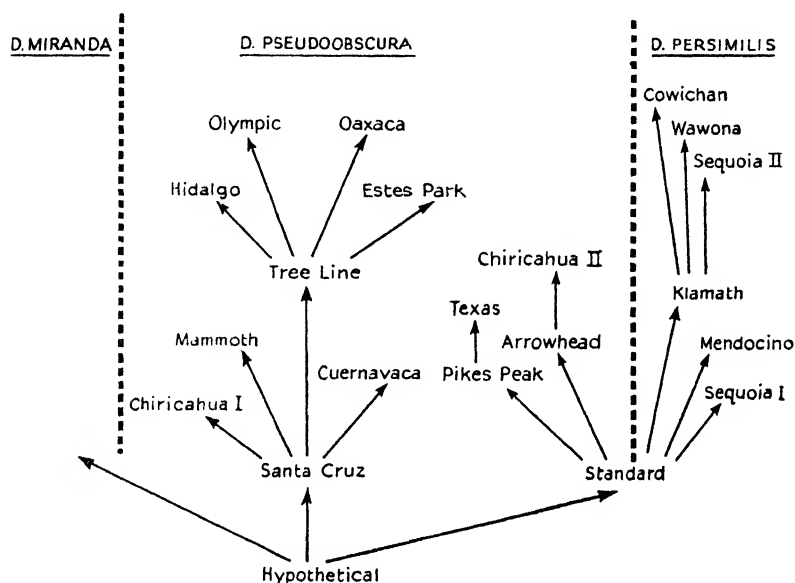 D. MIRANDA
D. PSEUDOOBSCURA
D. PERSIMILIS
Cowichan
Olympic
Oaxaca
Wawona
Sequoia II
Hidalgo
Estes Park
Tree Line
Chiricahua II
Klamath
Texas
Mammoth
Arrowhead
Mendocino
Cuernavaca
Pikes Peak
Chiricahua I
Sequoia I
Santa Cruz
Standard
Hypothetical